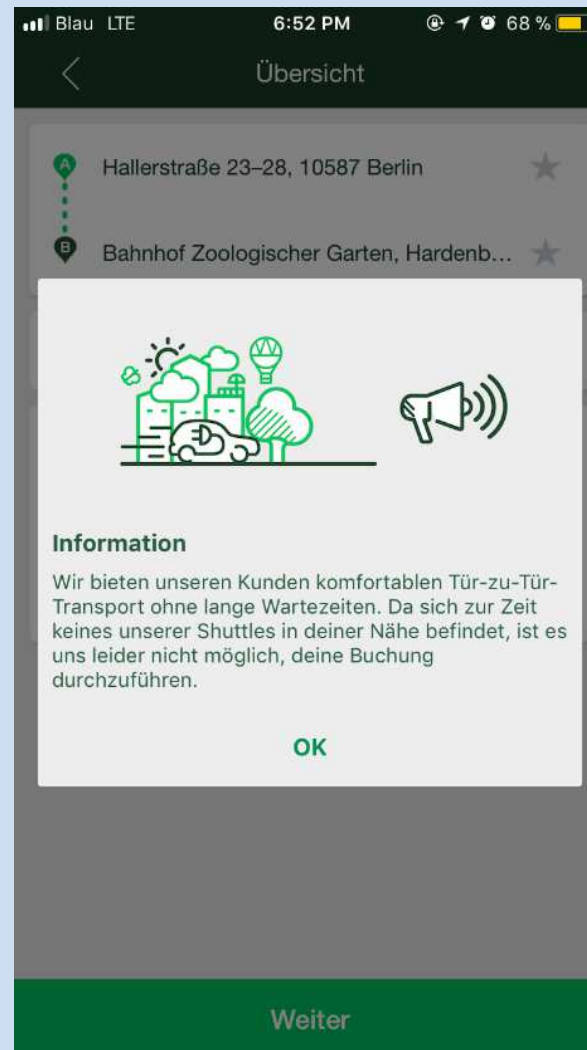 Blau LTE 6:52 PM 68 %
Übersicht
A Hallerstraße 23–28, 10587 Berlin
B Bahnhof Zoologischer Garten, Hardenb...
Information
Wir bieten unseren Kunden komfortablen Tür-zu-Tür-
Transport ohne lange Wartezeiten. Da sich zur Zeit
keines unserer Shuttles in deiner Nähe befindet, ist es
uns leider nicht möglich, deine Buchung
durchzuführen.
OK
Weiter